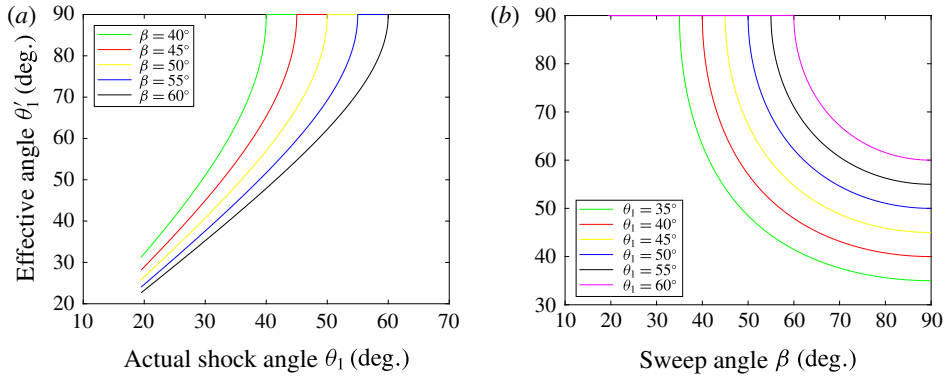 (a)
Effective angle θ′₁ (deg.)
90
80
70
60
50
40
30
20
β = 40°
β = 45°
β = 50°
β = 55°
β = 60°
10 20 30 40 50 60 70
Actual shock angle θ₁ (deg.)
(b)
90
80
70
60
50
40
30
θ₁ = 35°
θ₁ = 40°
θ₁ = 45°
θ₁ = 50°
θ₁ = 55°
θ₁ = 60°
10 20 30 40 50 60 70 80 90
Sweep angle β (deg.)